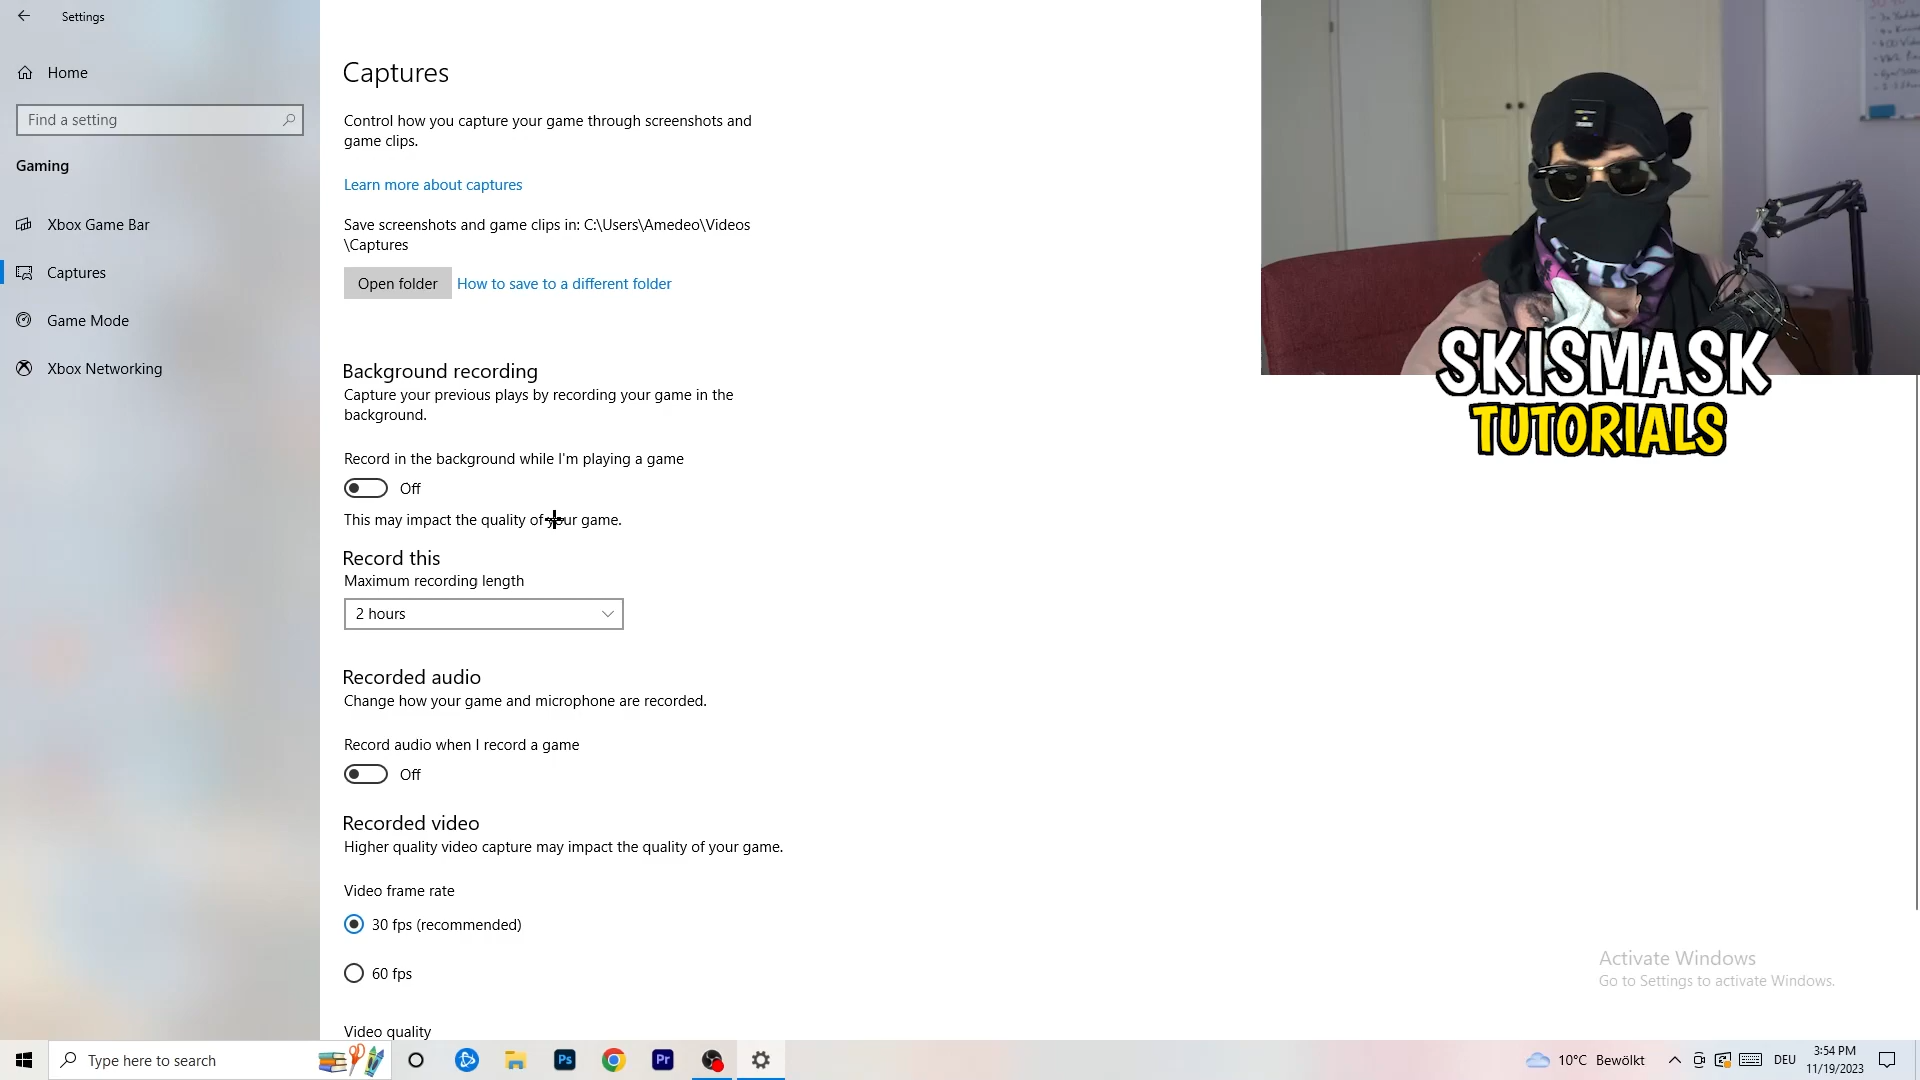 Settings
Home
Find a setting
Gaming
Xbox Game Bar
Captures
Game Mode
Xbox Networking
Captures
Control how you capture your game through screenshots and
game clips.
Learn more about captures
Save screenshots and game clips in: C:\Users\Amedeo\Videos
\Captures
Open folder
How to save to a different folder
Background recording
Capture your previous plays by recording your game in the
background.
Record in the background while I'm playing a game
Off
This may impact the quality of your game.
Record this
Maximum recording length
2 hours
Recorded audio
Change how your game and microphone are recorded.
Record audio when I record a game
Off
Recorded video
Higher quality video capture may impact the quality of your game.
Video frame rate
30 fps (recommended)
60 fps
Video quality
SKISMASK
TUTORIALS
Activate Windows
Go to Settings to activate Windows.
Type here to search
Ps
Pr
10°C Bewölkt
DEU
3:54 PM
11/19/2023